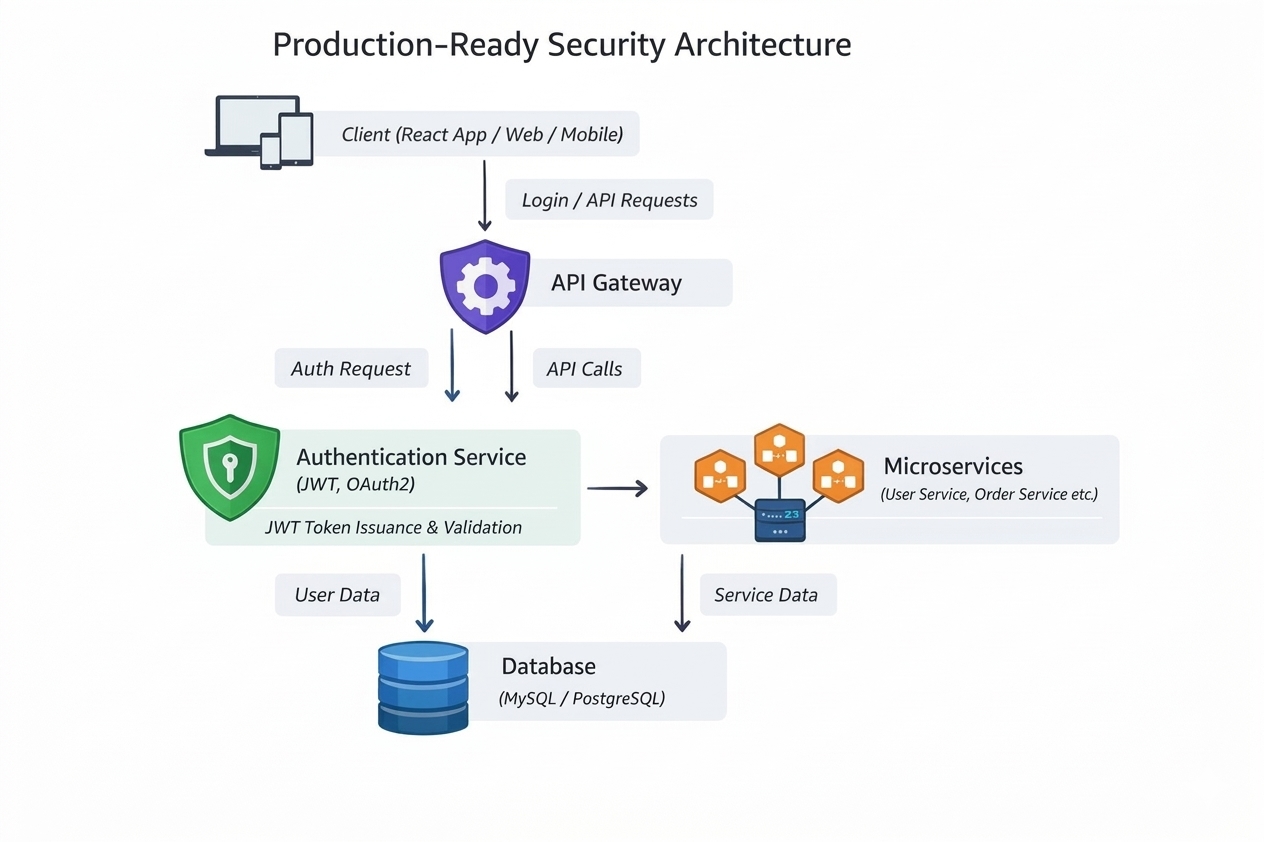 Production-Ready Security Architecture
Client (React App / Web / Mobile)
Login / API Requests
API Gateway
Auth Request
API Calls
Authentication Service
(JWT, OAuth2)
JWT Token Issuance & Validation
23
Microservices
(User Service, Order Service etc.)
User Data
Service Data
Database
(MySQL / PostgreSQL)